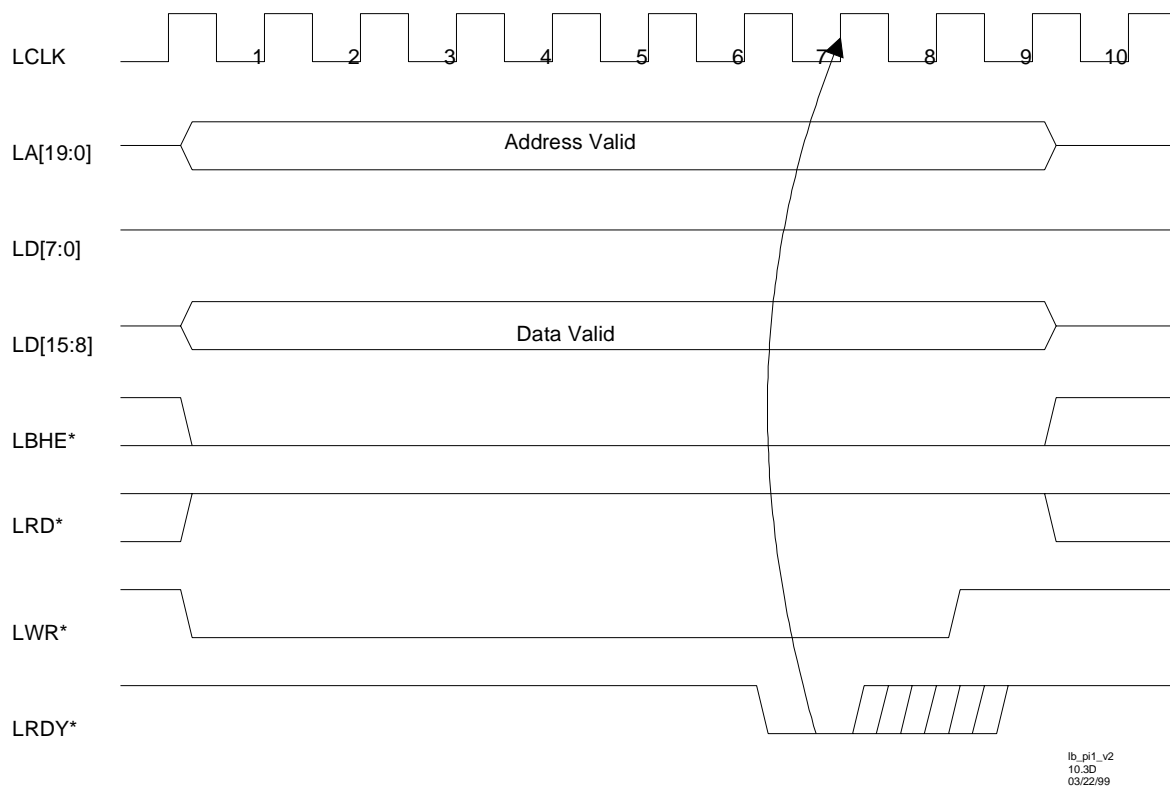 LCLK
1 2 3 4 5 6 7 8 9 10
LA[19:0]
Address Valid
LD[7:0]
LD[15:8]
Data Valid
LBHE*
LRD*
LWR*
LRDY*
lb_pi1_v2
10.3D
03/22/99